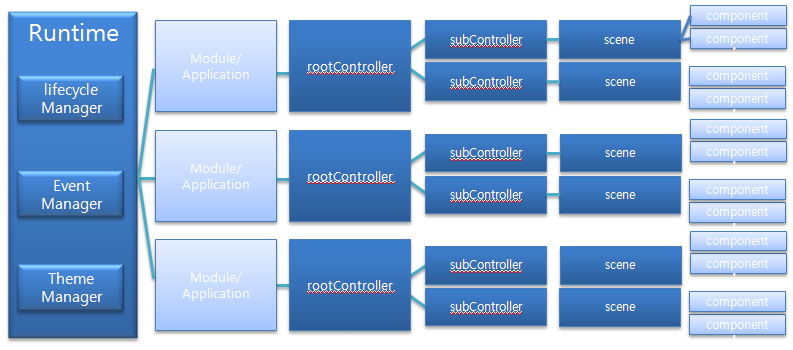 Runtime
lifecycle
Manager
Event
Manager
Theme
Manager
Module/
Application
rootController
subController
scene
component
component
subController
scene
component
component
Module/
Application
rootController
subController
scene
component
component
subController
scene
component
component
Module/
Application
rootController
subController
scene
component
component
subController
scene
component
component